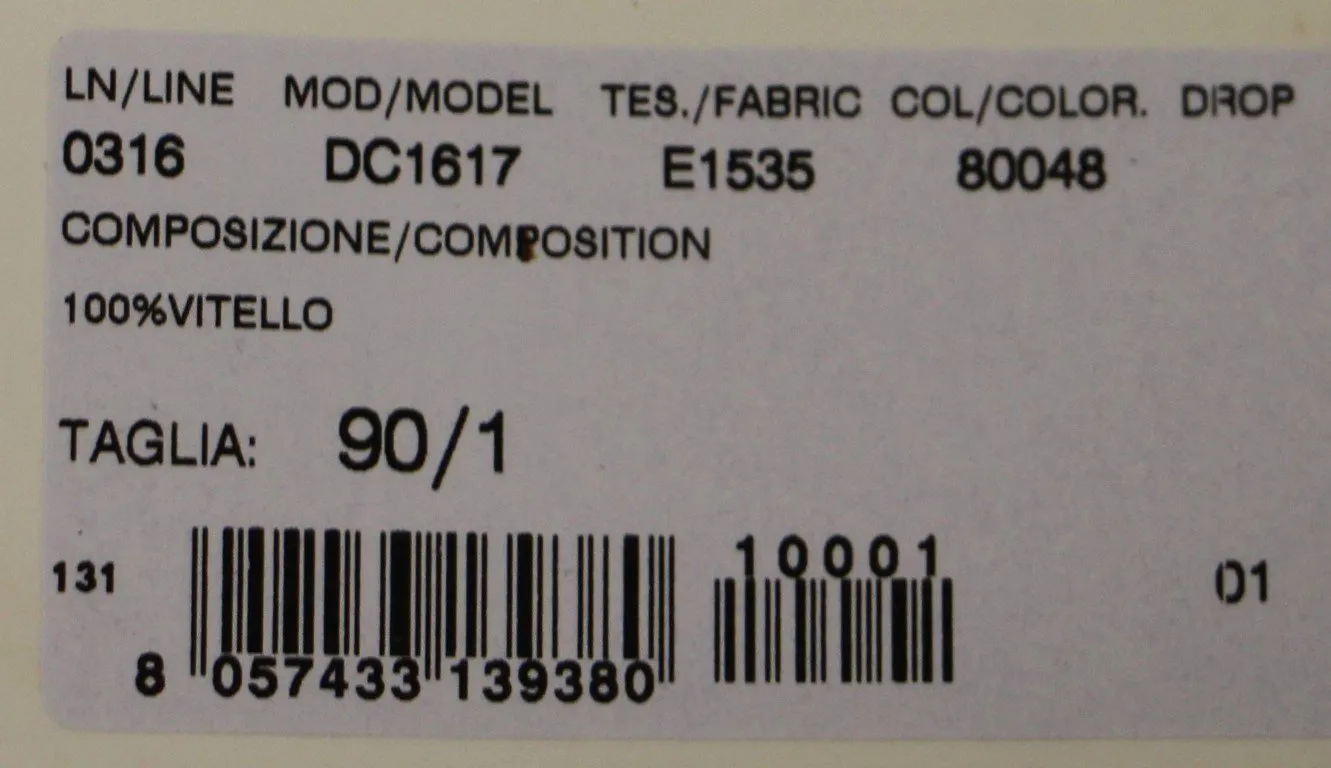 LN/LINE MOD/MODEL TES./FABRIC COL/COLOR. DROP
0316 DC1617 E1535 80048
COMPOSIZIONE/COMPOSITION
100%VITELLO
TAGLIA: 90/1
10001
131 01
8 057433 139380